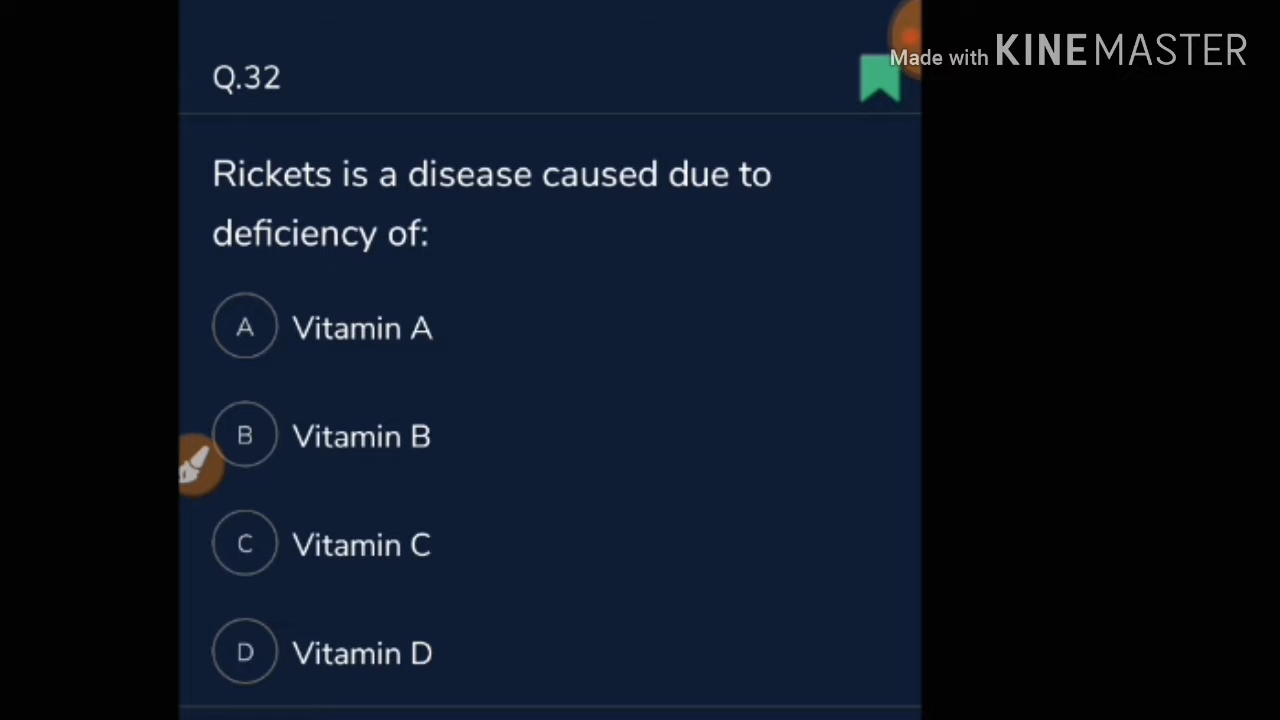 Made with KINEMASTER
Q.32
Rickets is a disease caused due to
deficiency of:
A Vitamin A
B Vitamin B
C Vitamin C
D Vitamin D